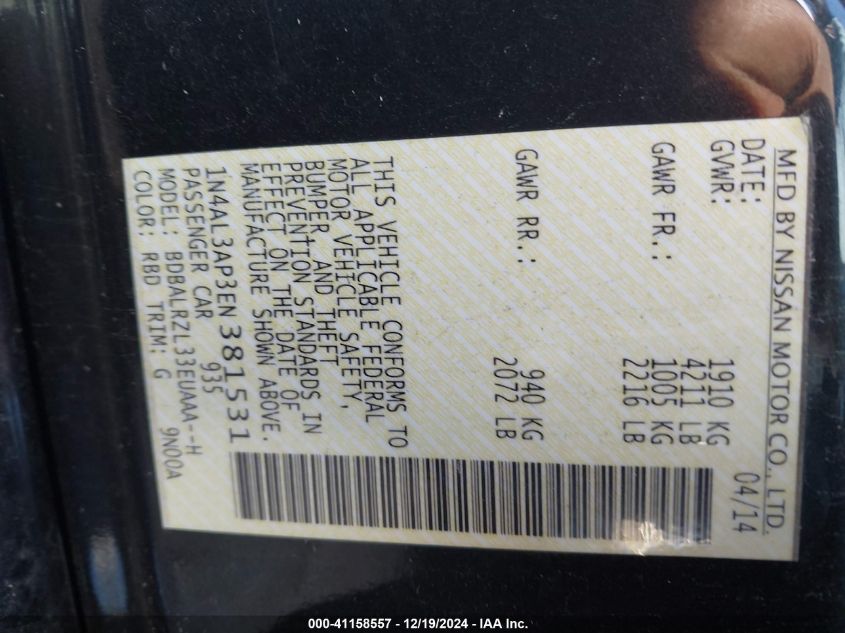 MFD BY NISSAN MOTOR CO., LTD.
DATE: 04/14
GVWR: 1910 KG
4211 LB
GAWR FR.: 1005 KG
2216 LB
GAWR RR.: 940 KG
2072 LB
THIS VEHICLE CONFORMS TO
ALL APPLICABLE FEDERAL
MOTOR VEHICLE SAFETY,
BUMPER, AND THEFT
PREVENTION STANDARDS IN
EFFECT ON THE DATE OF
MANUFACTURE SHOWN ABOVE.
1N4AL3AP3EN381531
PASSENGER CAR 935
MODEL: BDBALRZL33EUAAA--H
COLOR: RBD TRIM: G 9N00A
000-41158557 - 12/19/2024 - IAA Inc.